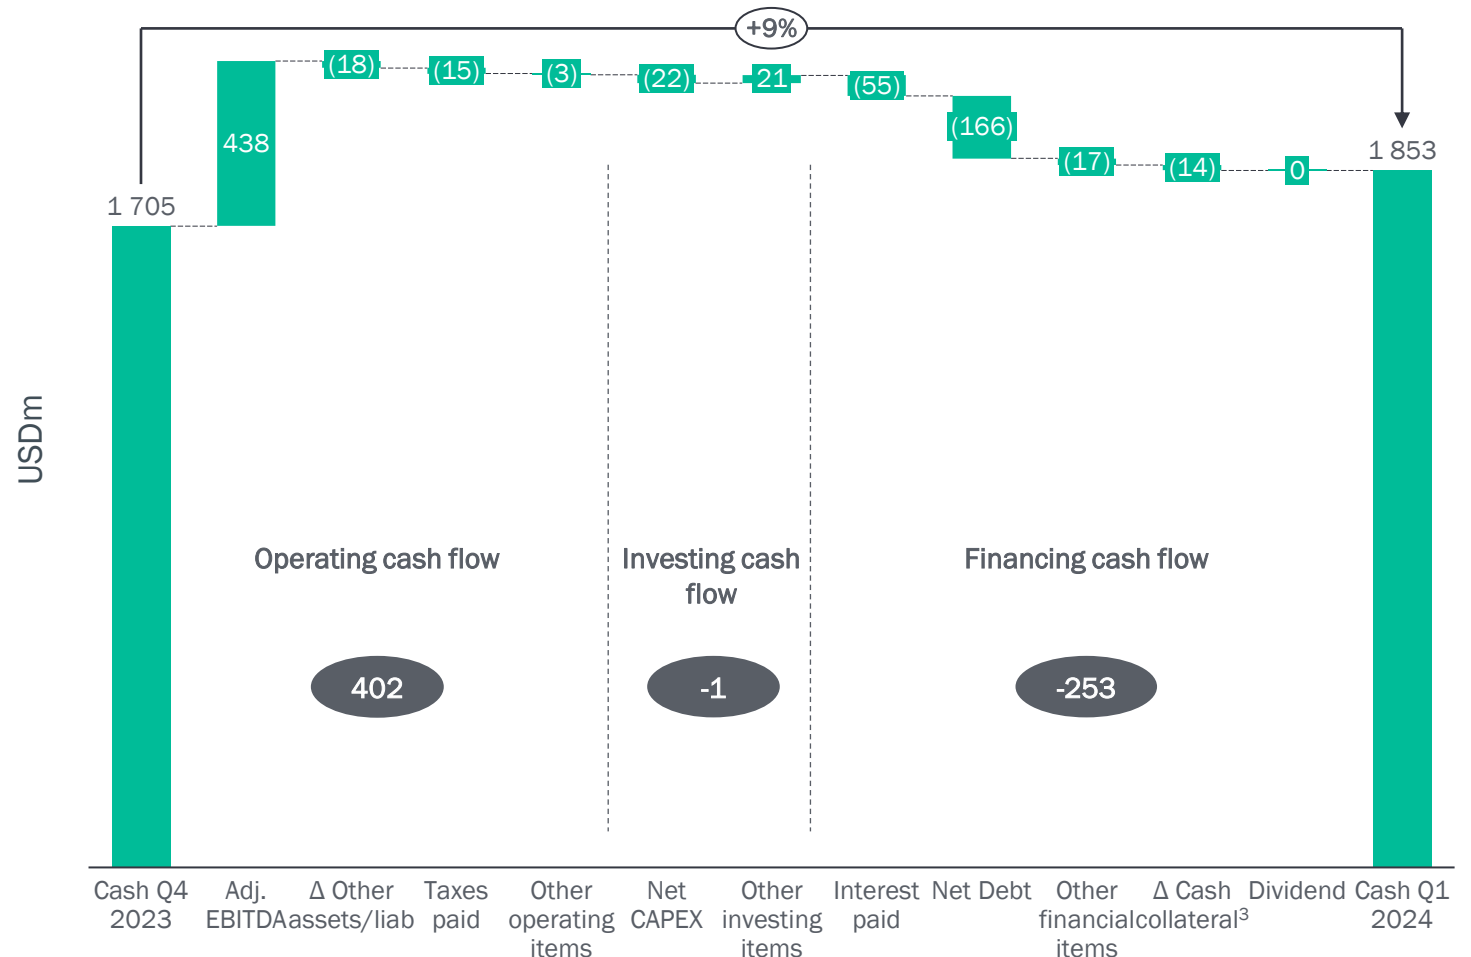 +9%
(18)
(15)
(3)
(22)
21
(55)
(166)
438
(17)
(14)
0
1 853
1 705
USDm
Operating cash flow
Investing cash
flow
Financing cash flow
402
-1
-253
Cash Q4
2023
Adj.
EBITDA
Δ Other
assets/liab
Taxes
paid
Other
operating
items
Net
CAPEX
Other
investing
items
Interest
paid
Net Debt
Other
financial
items
Δ Cash
collateral³
Dividend
Cash Q1
2024